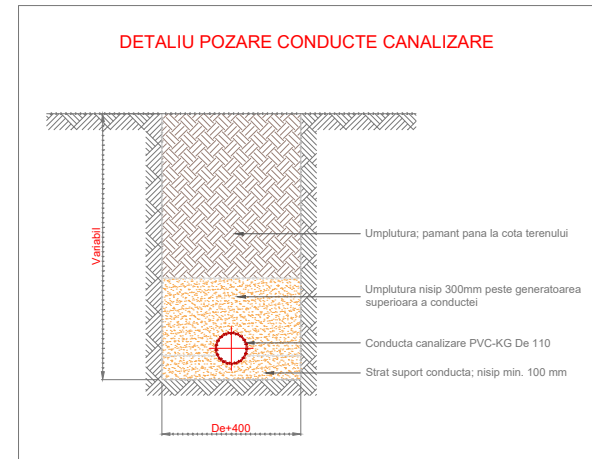 DETALIU POZARE CONDUCTE CANALIZARE
Variabil
Umplutura; pamant pana la cota terenului
Umplutura nisip 300mm peste generatoarea
superioara a conductei
Conducta canalizare PVC-KG De 110
Strat suport conducta; nisip min. 100 mm
De+400